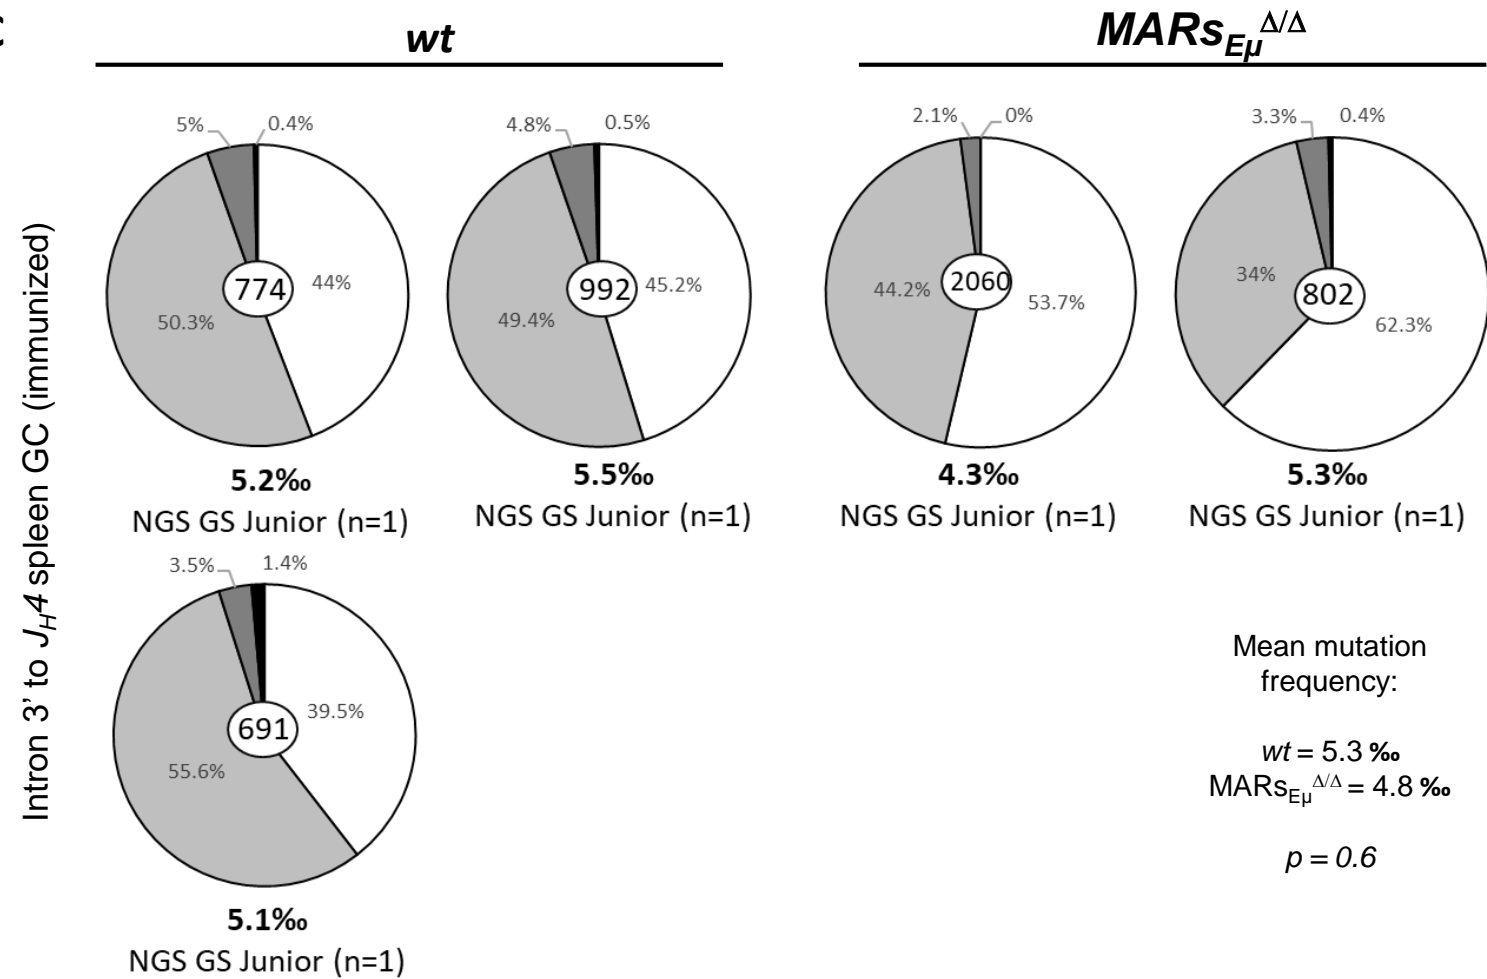 wt
MARsEμΔ/Δ
Intron 3’ to JH4 spleen GC (immunized)
5% 0.4%
774 44%
50.3%
5.2‰
NGS GS Junior (n=1)
4.8% 0.5%
992 45.2%
49.4%
5.5‰
NGS GS Junior (n=1)
2.1% 0%
44.2% 2060 53.7%
4.3‰
NGS GS Junior (n=1)
3.3% 0.4%
34% 802
62.3%
5.3‰
NGS GS Junior (n=1)
3.5% 1.4%
691 39.5%
55.6%
5.1‰
NGS GS Junior (n=1)
Mean mutation
frequency:
wt = 5.3 ‰
MARsEμΔ/Δ = 4.8 ‰
p = 0.6